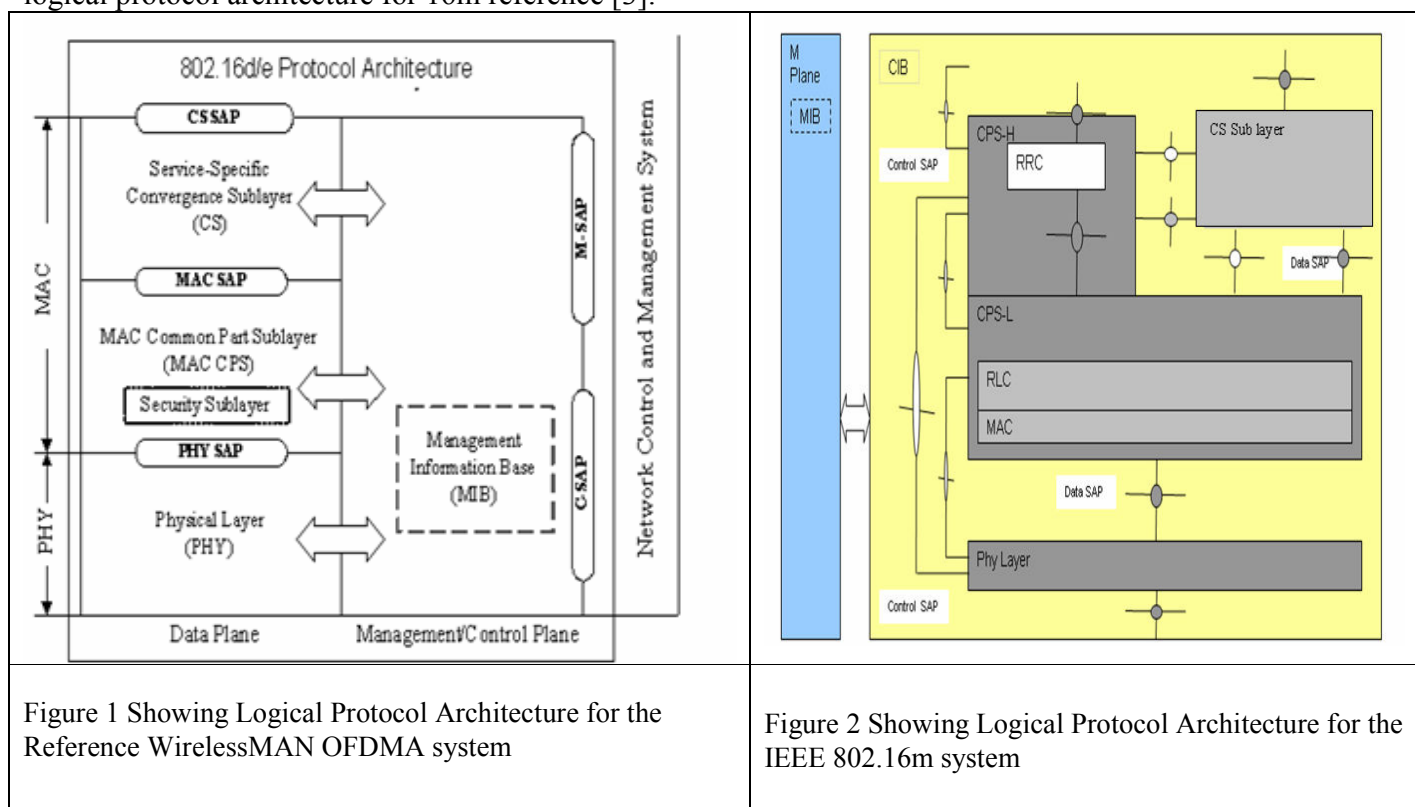 logical protocol architecture for 16m reference [3].
802.16d/e Protocol Architecture
CS SAP
Service-Specific
Convergence Sublayer
(CS)
MAC SAP
MAC Common Part Sublayer
(MAC CPS)
Security Sublayer
PHY SAP
Physical Layer
(PHY)
MAC
PHY
Data Plane
Management/Control Plane
Management
Information Base
(MIB)
M-SAP
C-SAP
Network Control and Management System
M
Plane
MIB
CIB
Control SAP
CPS-H
RRC
CS Sub layer
Data SAP
CPS-L
RLC
MAC
Data SAP
Phy Layer
Control SAP
Figure 1 Showing Logical Protocol Architecture for the
Reference WirelessMAN OFDMA system
Figure 2 Showing Logical Protocol Architecture for the
IEEE 802.16m system